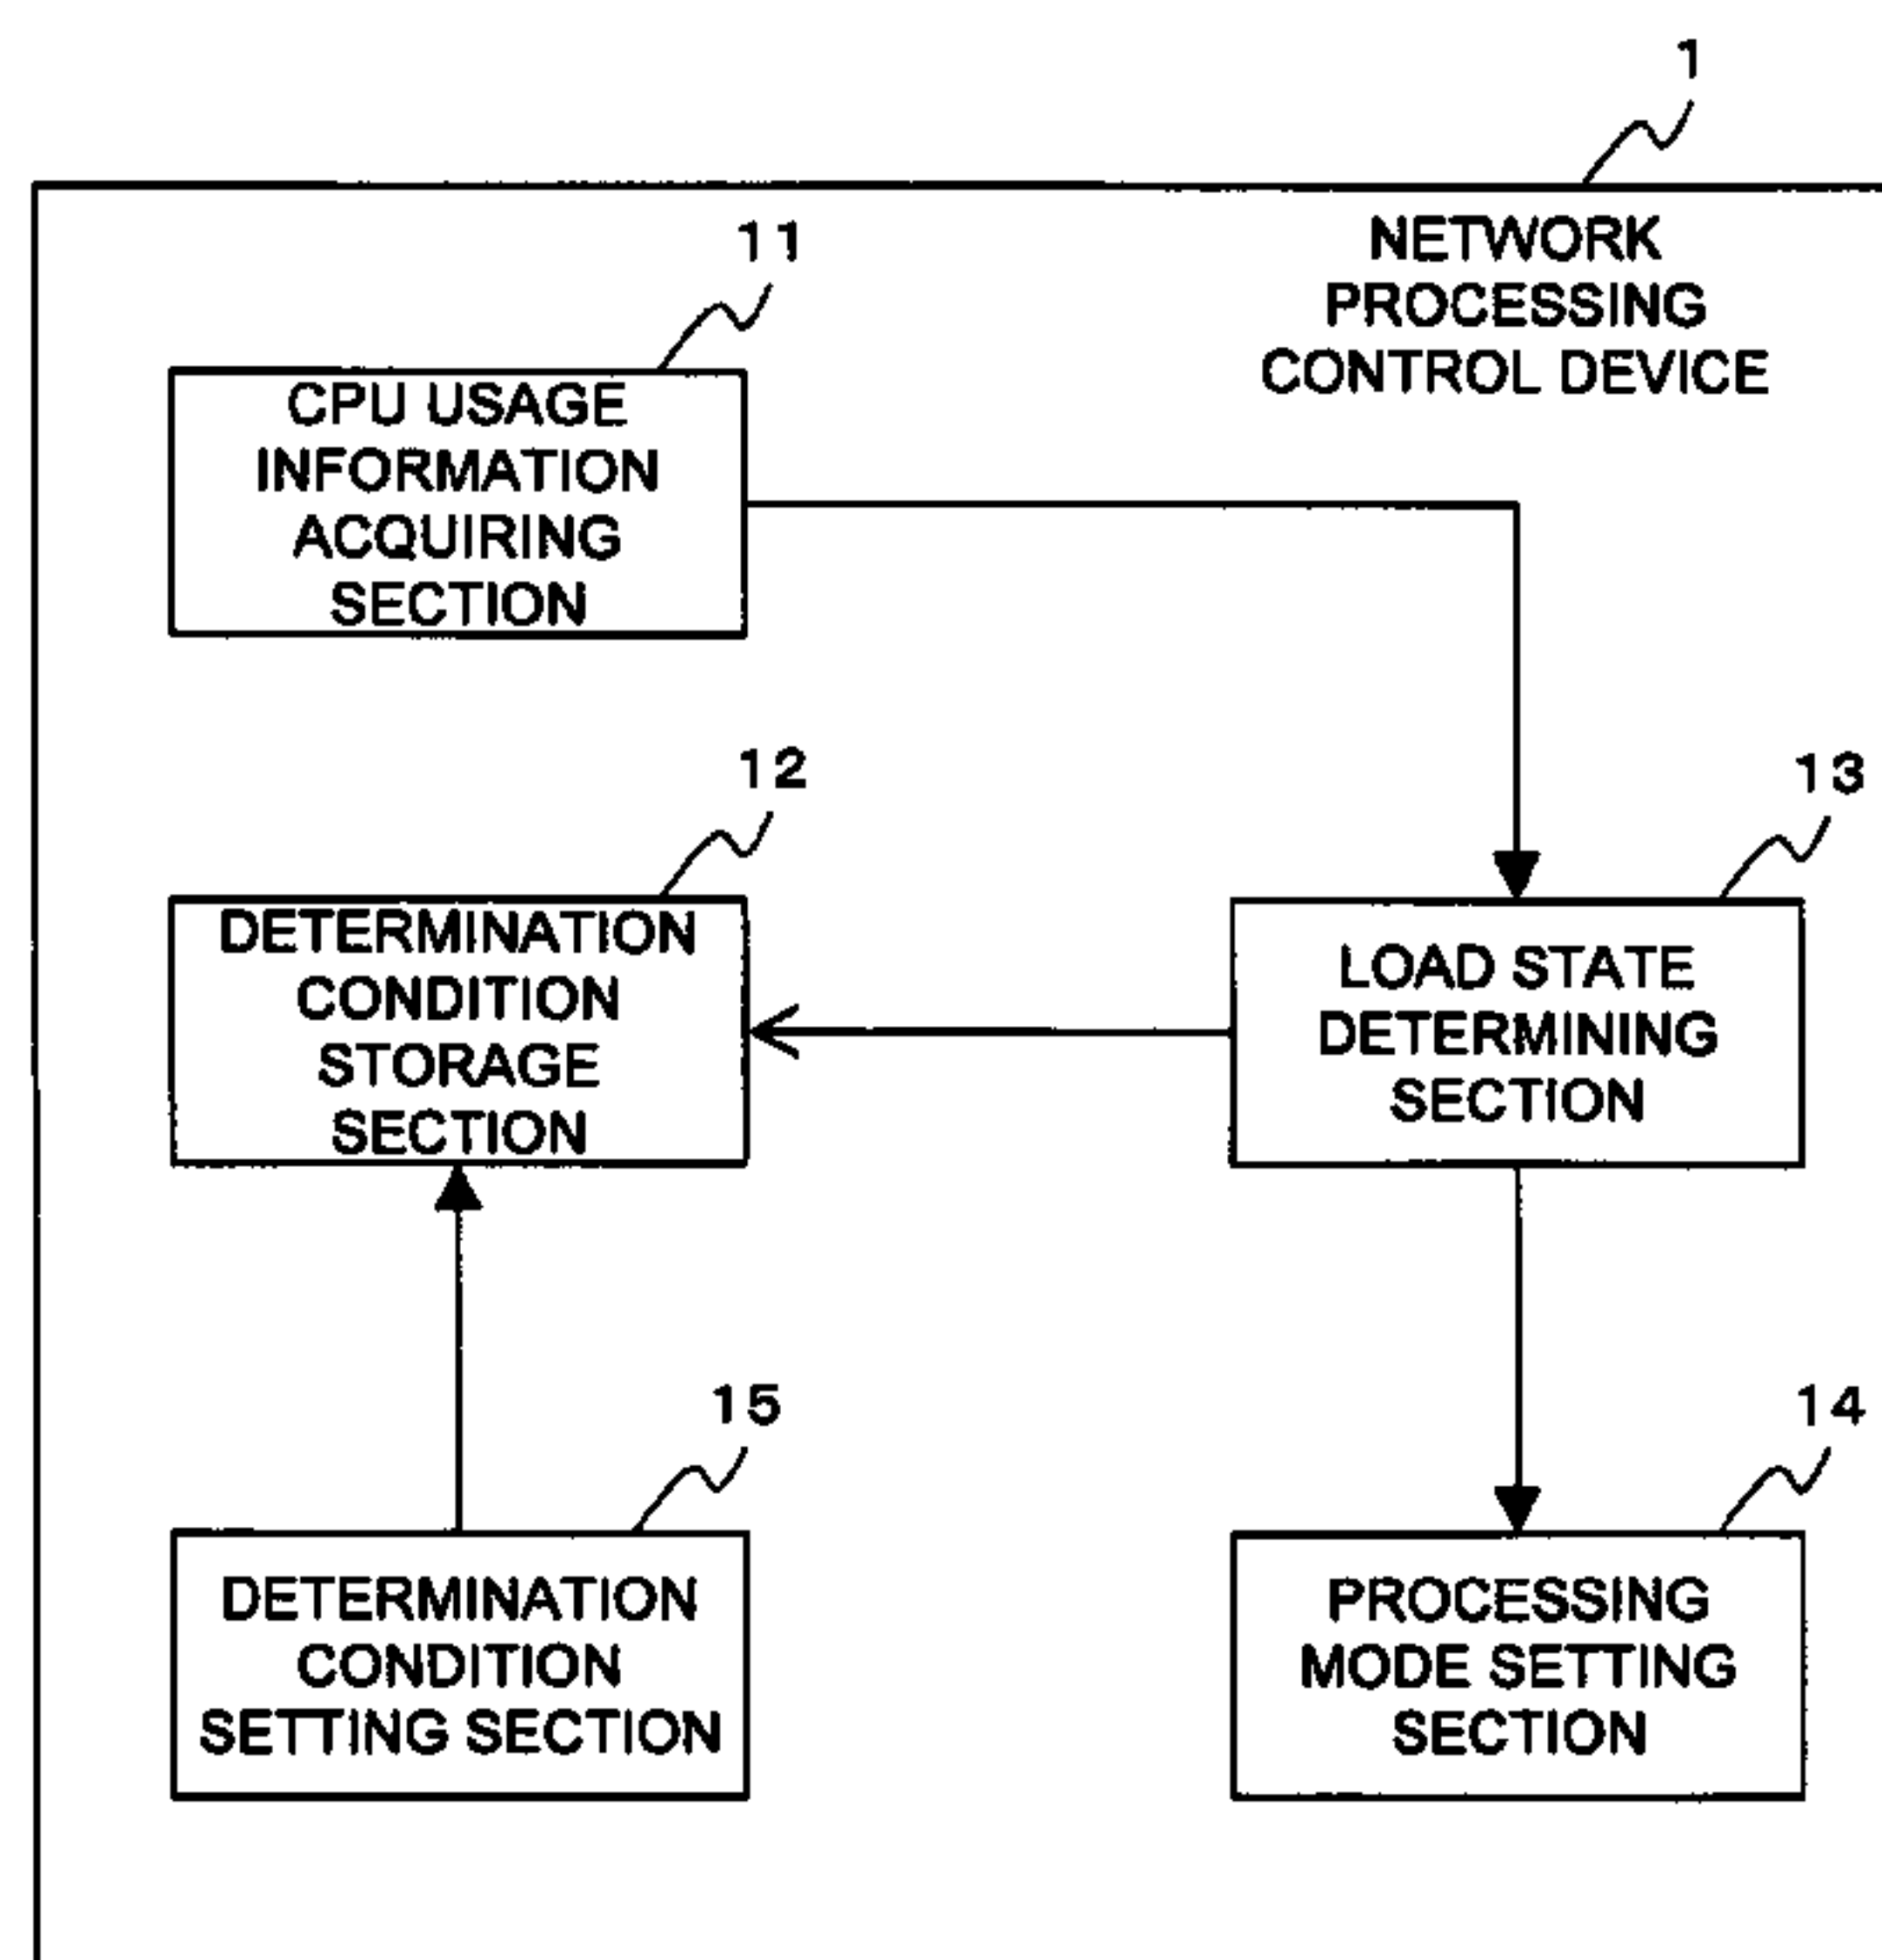 1
NETWORK
PROCESSING
CONTROL DEVICE
11
CPU USAGE
INFORMATION
ACQUIRING
SECTION
12
DETERMINATION
CONDITION
STORAGE
SECTION
13
LOAD STATE
DETERMINING
SECTION
15
DETERMINATION
CONDITION
SETTING SECTION
14
PROCESSING
MODE SETTING
SECTION